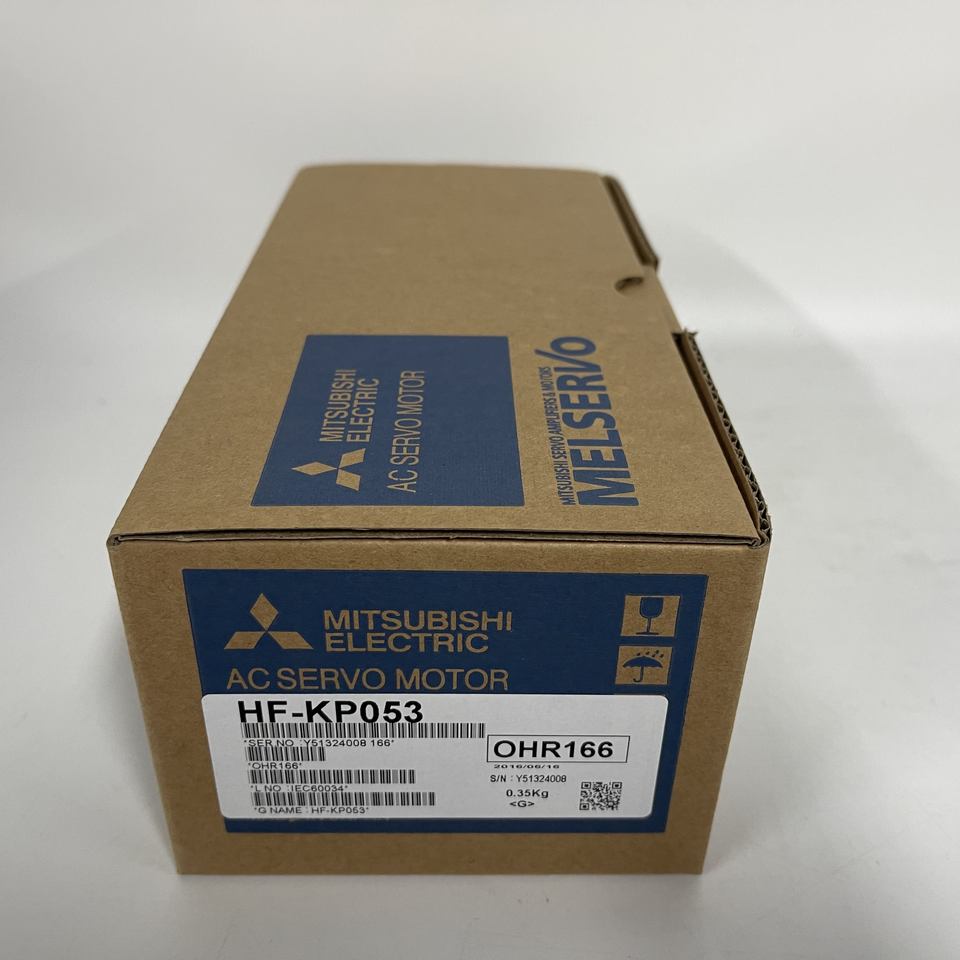 MITSUBISHI
ELECTRIC
AC SERVO MOTOR
MITSUBISHI SERVO AMPLIFIERS & MOTORS
MELSERVO
MITSUBISHI
ELECTRIC
AC SERVO MOTOR
HF-KP053
*SER.NO :Y51324008 166*
*OHR166*
*L NO. :IEC60034*
*G NAME : HF-KP053*
OHR166
2016/06/16
S/N : Y51324008
0.35Kg
<G>